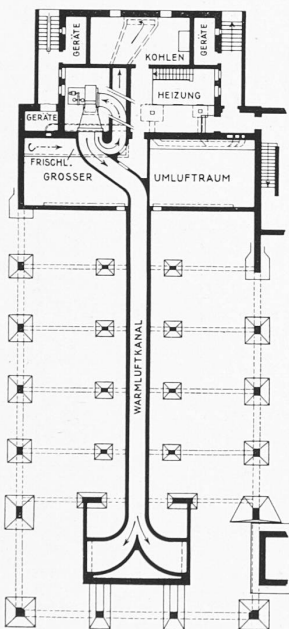 GERÄTE
KOHLEN
GERÄTE
HEIZUNG
GERÄTE
FRISCHL.
GROSSER UMLUFTRAUM
WARMLUFTKANAL